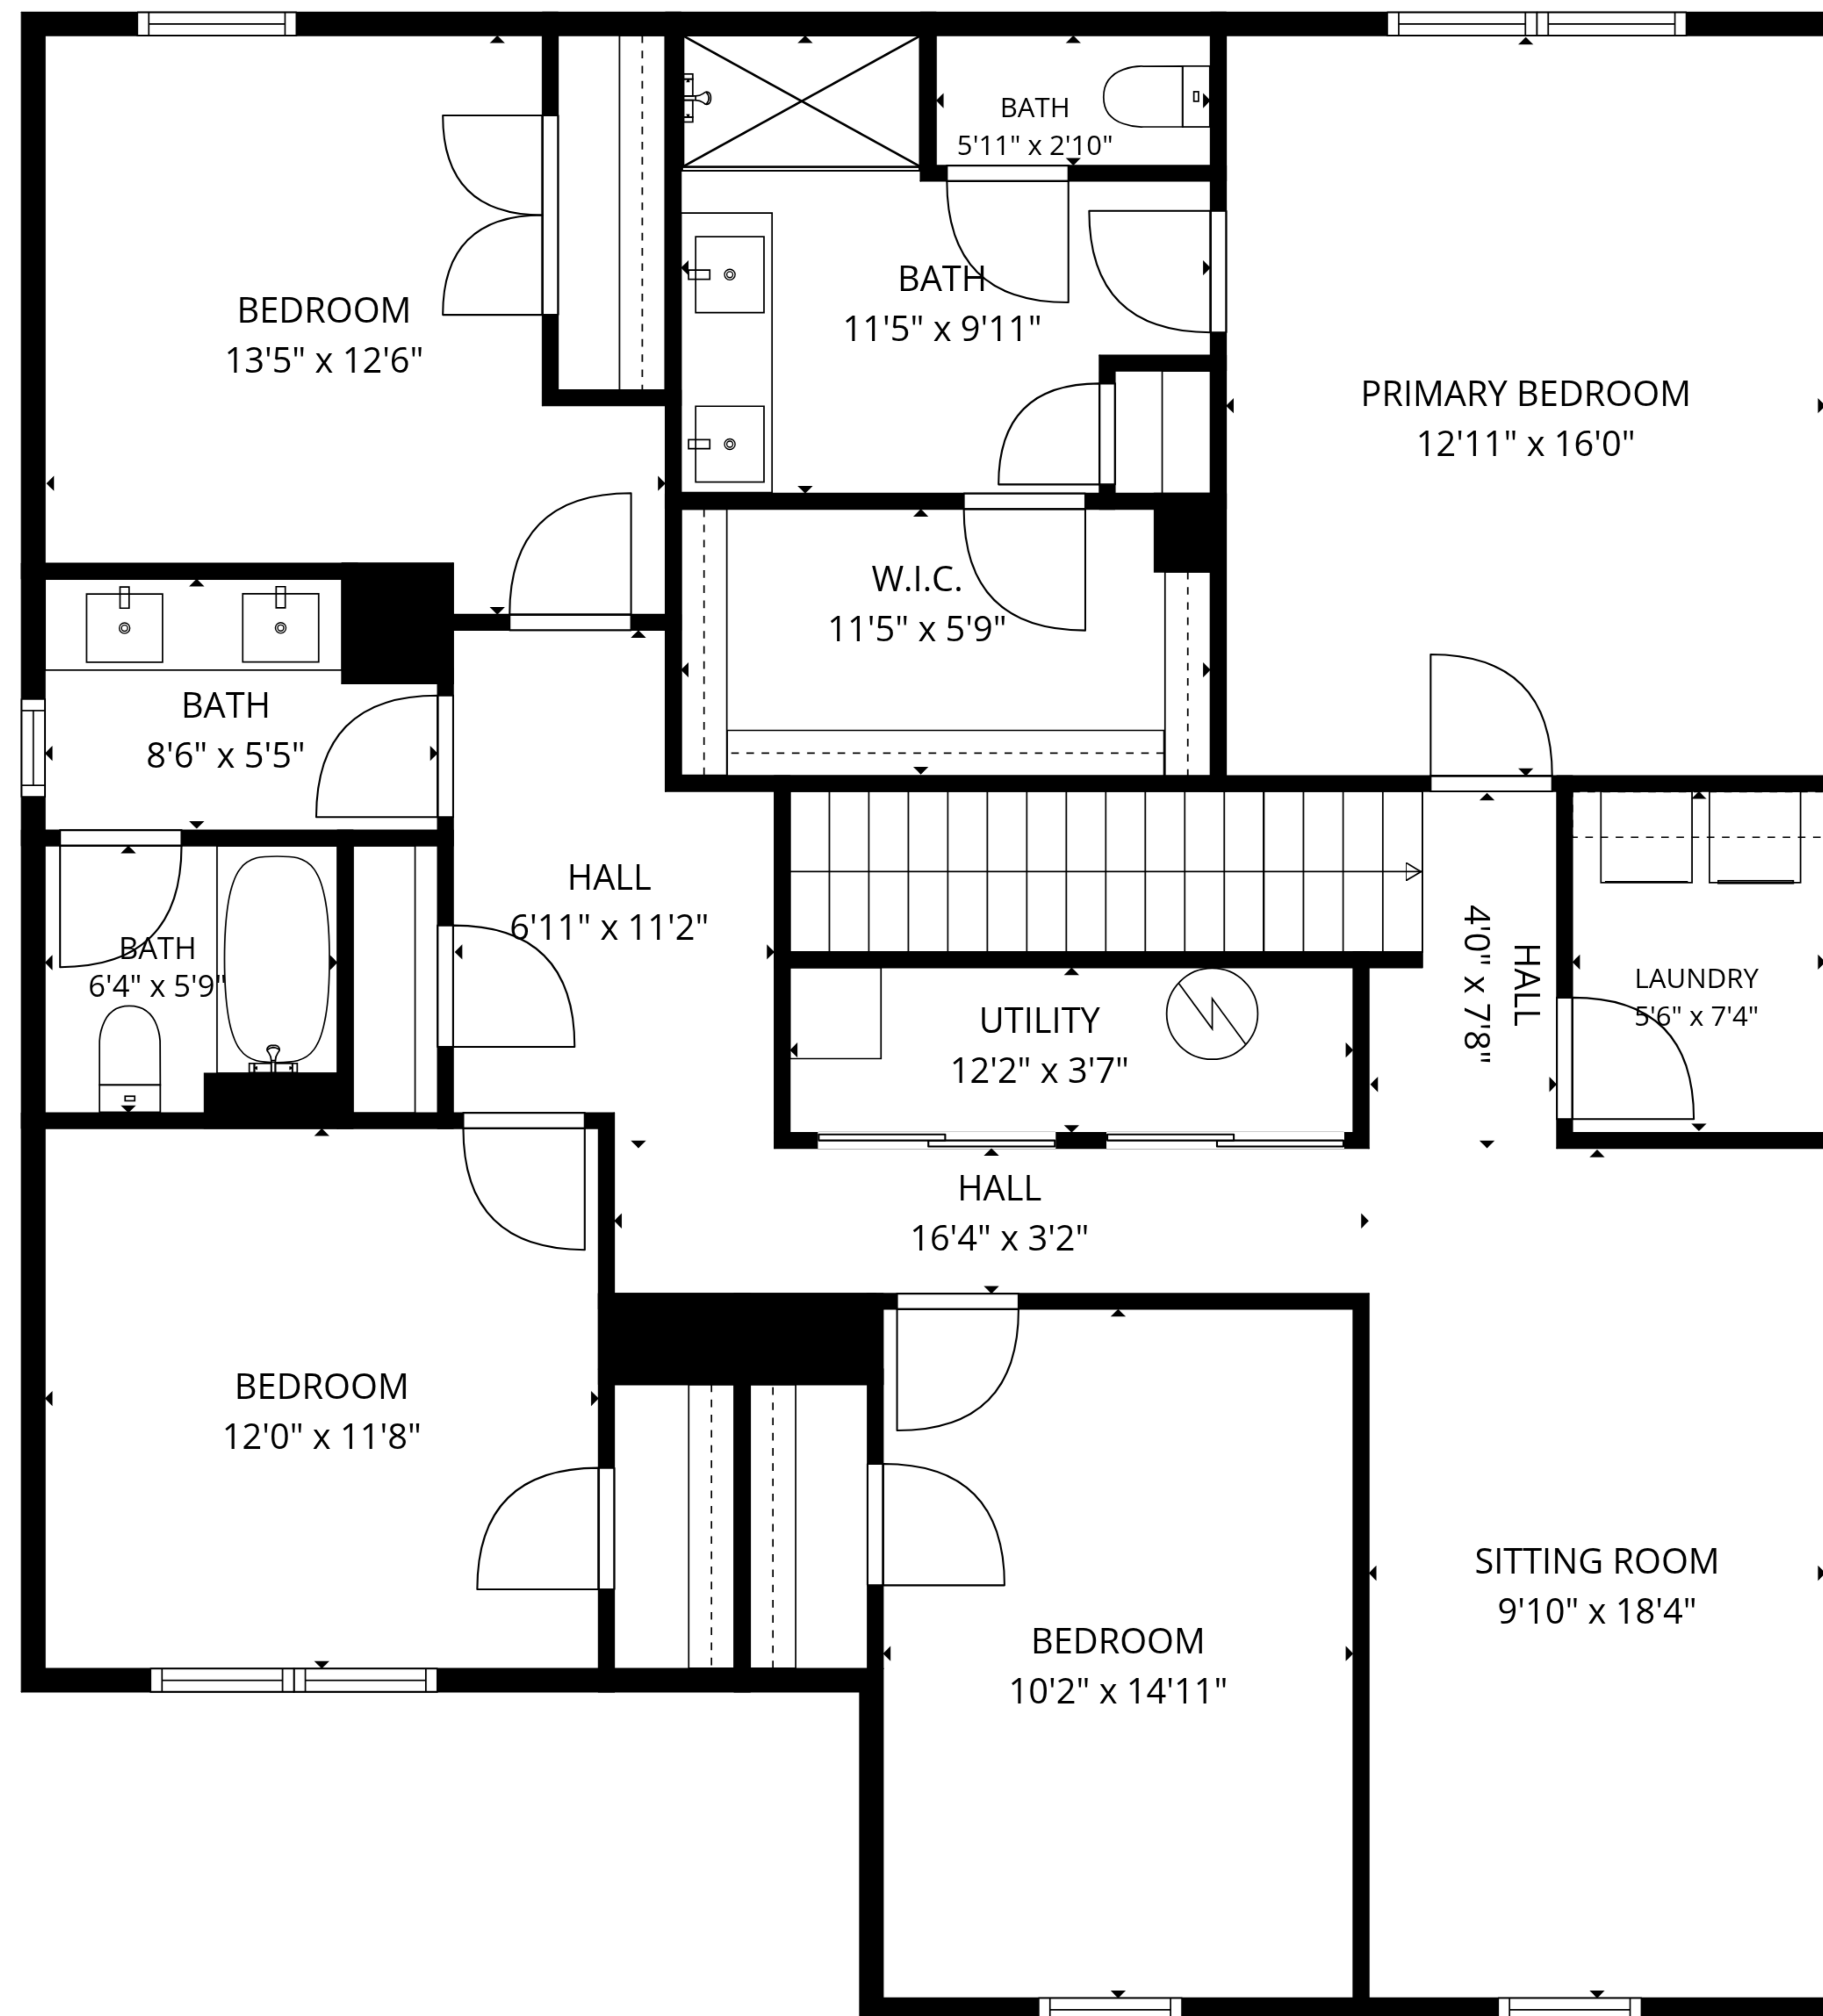 BATH
5'11" x 2'10"
BATH
11'5" x 9'11"
BEDROOM
13'5" x 12'6"
PRIMARY BEDROOM
12'11" x 16'0"
W.I.C.
11'5" x 5'9"
BATH
8'6" x 5'5"
HALL
6'11" x 11'2"
BATH
6'4" x 5'9"
UTILITY
12'2" x 3'7"
HALL
4'0" x 7'8"
LAUNDRY
5'6" x 7'4"
HALL
16'4" x 3'2"
BEDROOM
12'0" x 11'8"
BEDROOM
10'2" x 14'11"
SITTING ROOM
9'10" x 18'4"